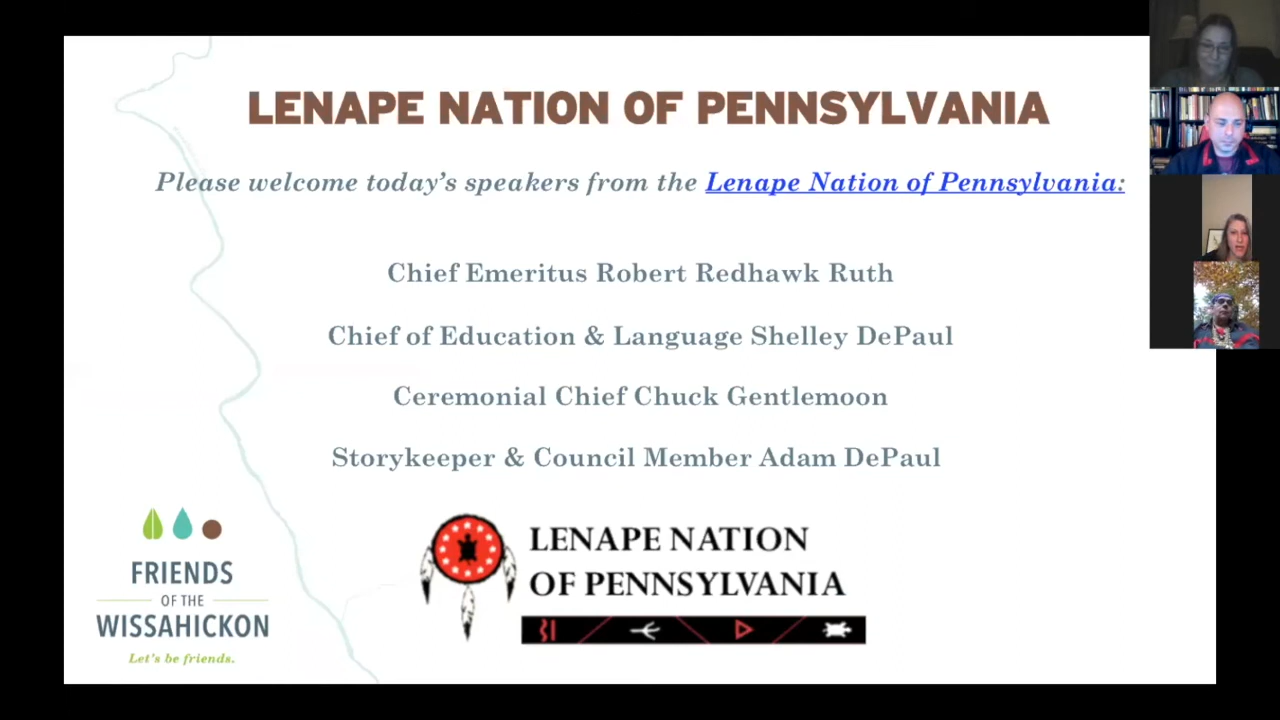 LENAPE NATION OF PENNSYLVANIA
Please welcome today's speakers from the Lenape Nation of Pennsylvania:
Chief Emeritus Robert Redhawk Ruth
Chief of Education & Language Shelley DePaul
Ceremonial Chief Chuck Gentlemoon
Storykeeper & Council Member Adam DePaul
FRIENDS
OF THE
WISSAHICKON
Let's be friends.
LENAPE NATION
OF PENNSYLVANIA